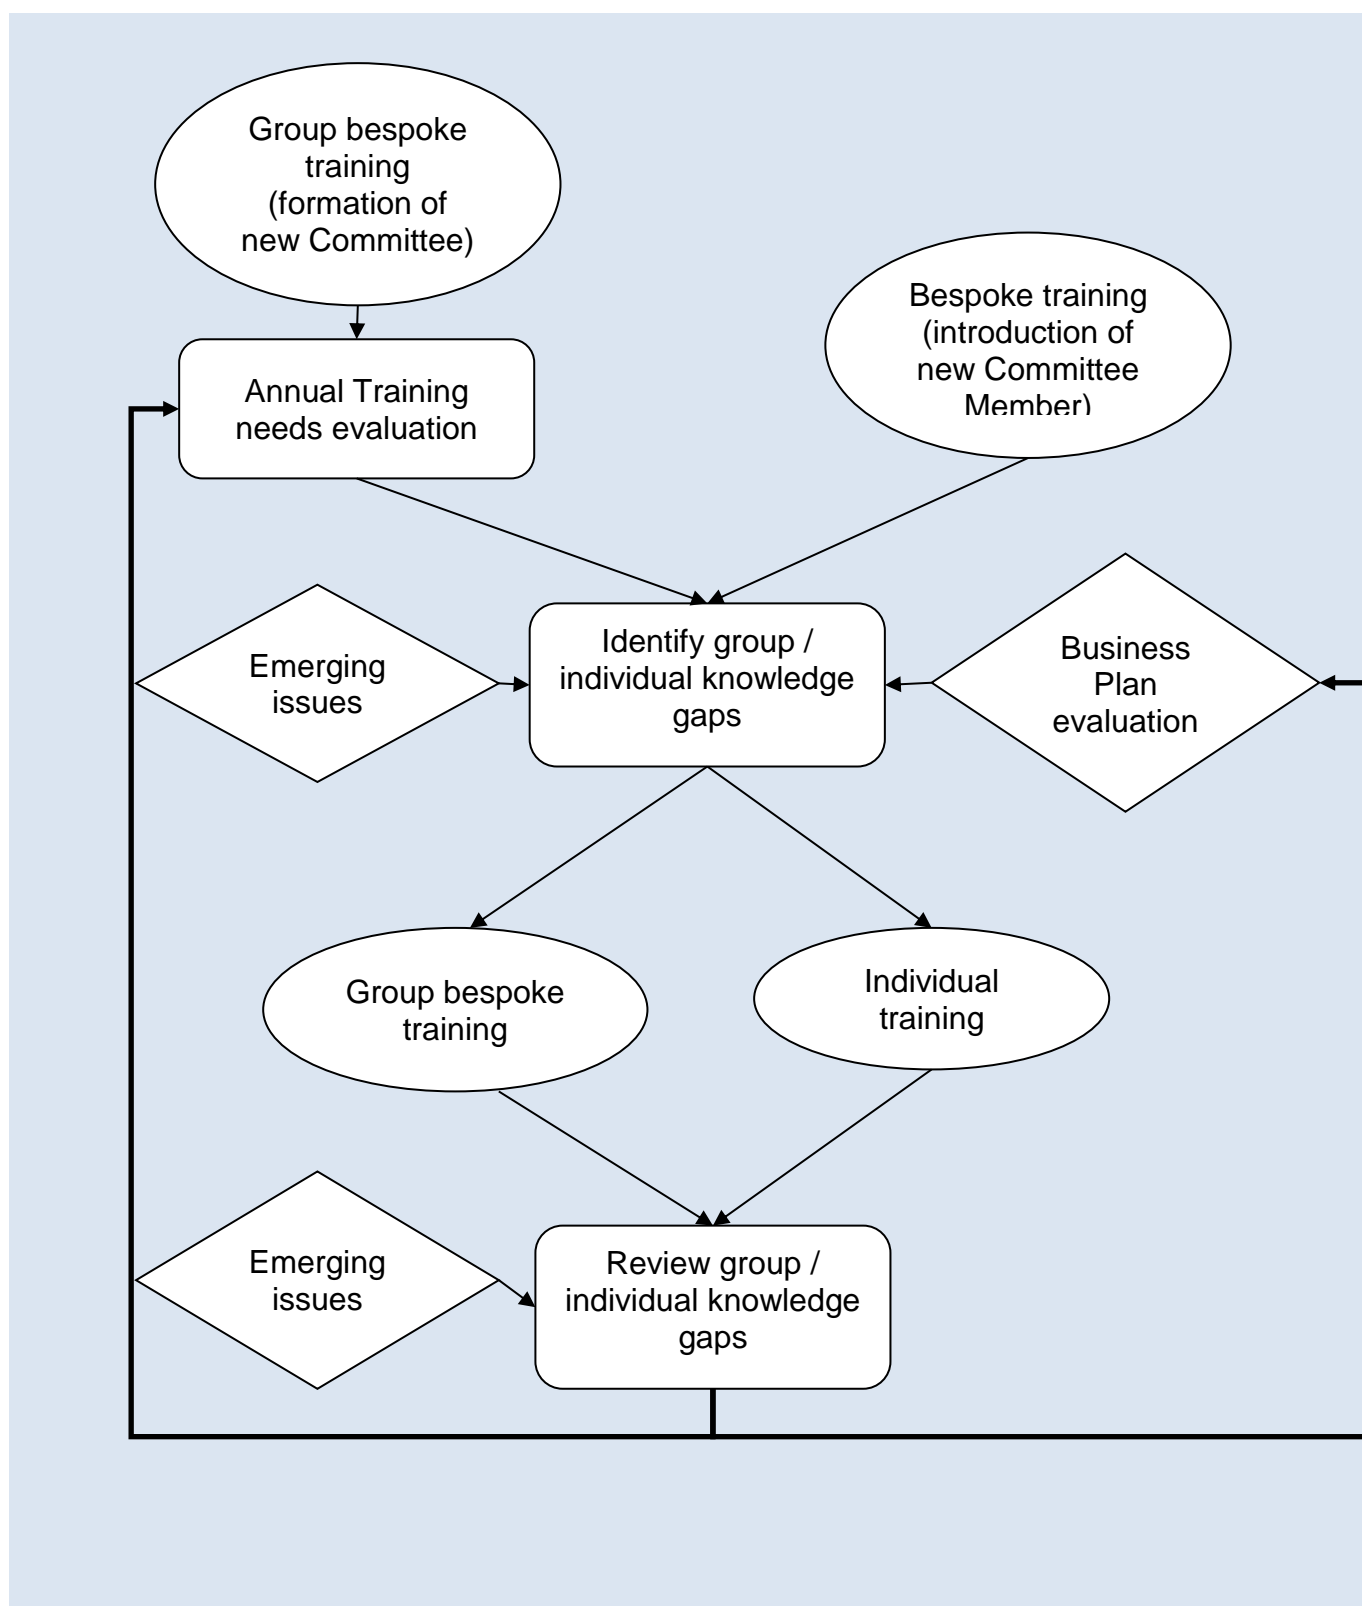 Group bespoke
training
(formation of
new Committee)
Bespoke training
(introduction of
new Committee
Member)
Annual Training
needs evaluation
Identify group /
individual knowledge
gaps
Emerging
issues
Business
Plan
evaluation
Group bespoke
training
Individual
training
Emerging
issues
Review group /
individual knowledge
gaps